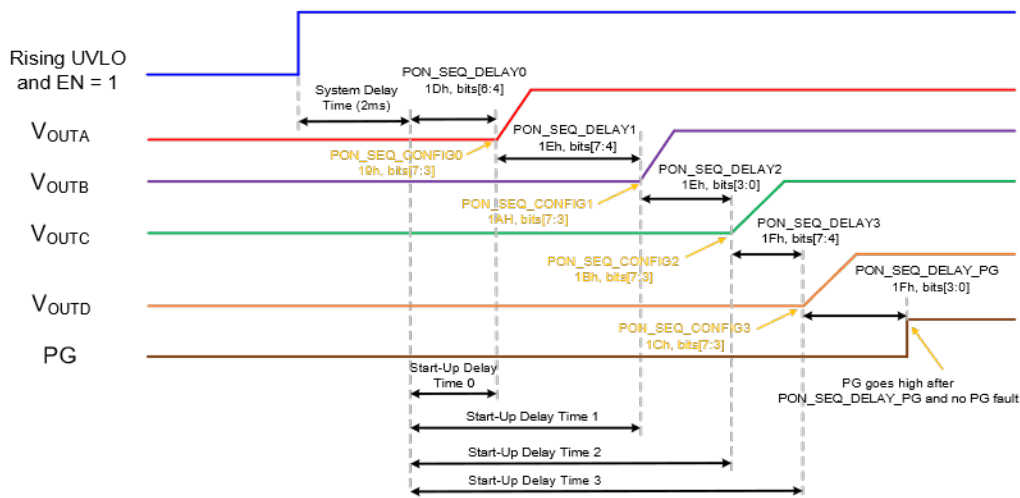 Rising UVLO
and EN = 1
PON_SEQ_DELAY0
1Dh, bits[6:4]
System Delay
Time (2ms)
VOUTA
PON_SEQ_DELAY1
1Eh, bits[7:4]
PON_SEQ_CONFIG0
19h, bits[7:3]
VOUTB
PON_SEQ_DELAY2
1Eh, bits[3:0]
PON_SEQ_CONFIG1
1AH, bits[7:3]
VOUTC
PON_SEQ_DELAY3
1Fh, bits[7:4]
PON_SEQ_CONFIG2
1Bh, bits[7:3]
PON_SEQ_DELAY_PG
1Fh, bits[3:0]
VOUTD
PON_SEQ_CONFIG3
1Ch, bits[7:3]
PG
Start-Up Delay
Time 0
PG goes high after
PON_SEQ_DELAY_PG and no PG fault
Start-Up Delay Time 1
Start-Up Delay Time 2
Start-Up Delay Time 3